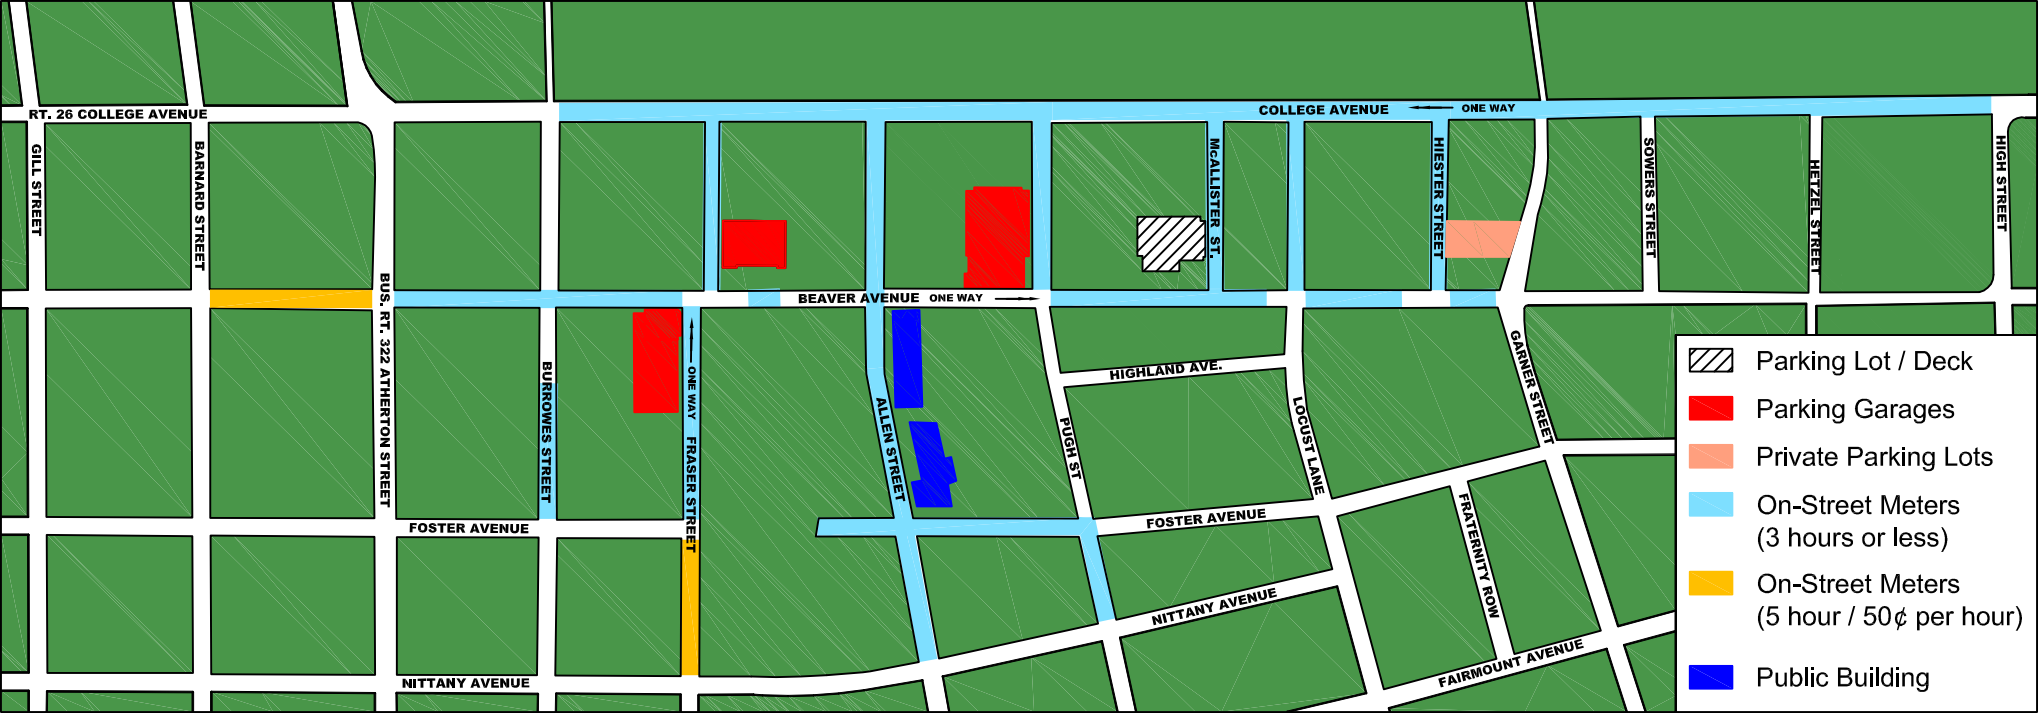 RT. 26 COLLEGE AVENUE
COLLEGE AVENUE
ONE WAY
GILL STREET
BARNARD STREET
BUS. RT. 322 ATHERTON STREET
McALLISTER ST.
HIESTER STREET
SOWERS STREET
HETZEL STREET
HIGH STREET
BEAVER AVENUE
ONE WAY
BURROWES STREET
ONE WAY
FRASER STREET
ALLEN STREET
PUGH ST
HIGHLAND AVE.
LOCUST LANE
GARNER STREET
FOSTER AVENUE
FOSTER AVENUE
FRATERNITY ROW
NITTANY AVENUE
NITTANY AVENUE
FAIRMOUNT AVENUE
Parking Lot / Deck
Parking Garages
Private Parking Lots
On-Street Meters
(3 hours or less)
On-Street Meters
(5 hour / 50¢ per hour)
Public Building